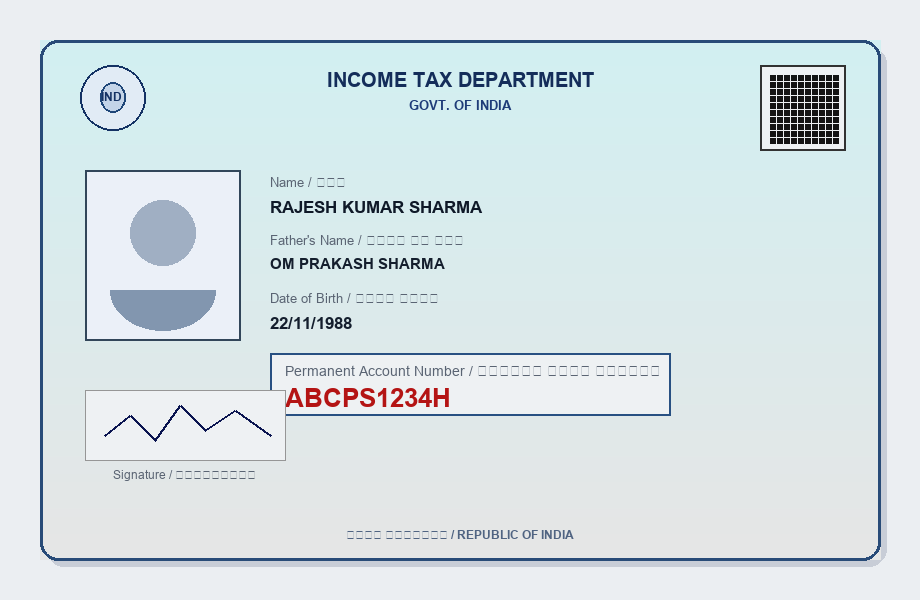 INCOME TAX DEPARTMENT
GOVT. OF INDIA
IND
Name /
RAJESH KUMAR SHARMA
Father's Name /
OM PRAKASH SHARMA
Date of Birth /
22/11/1988
Permanent Account Number /
ABCPS1234H
Signature /
/ REPUBLIC OF INDIA